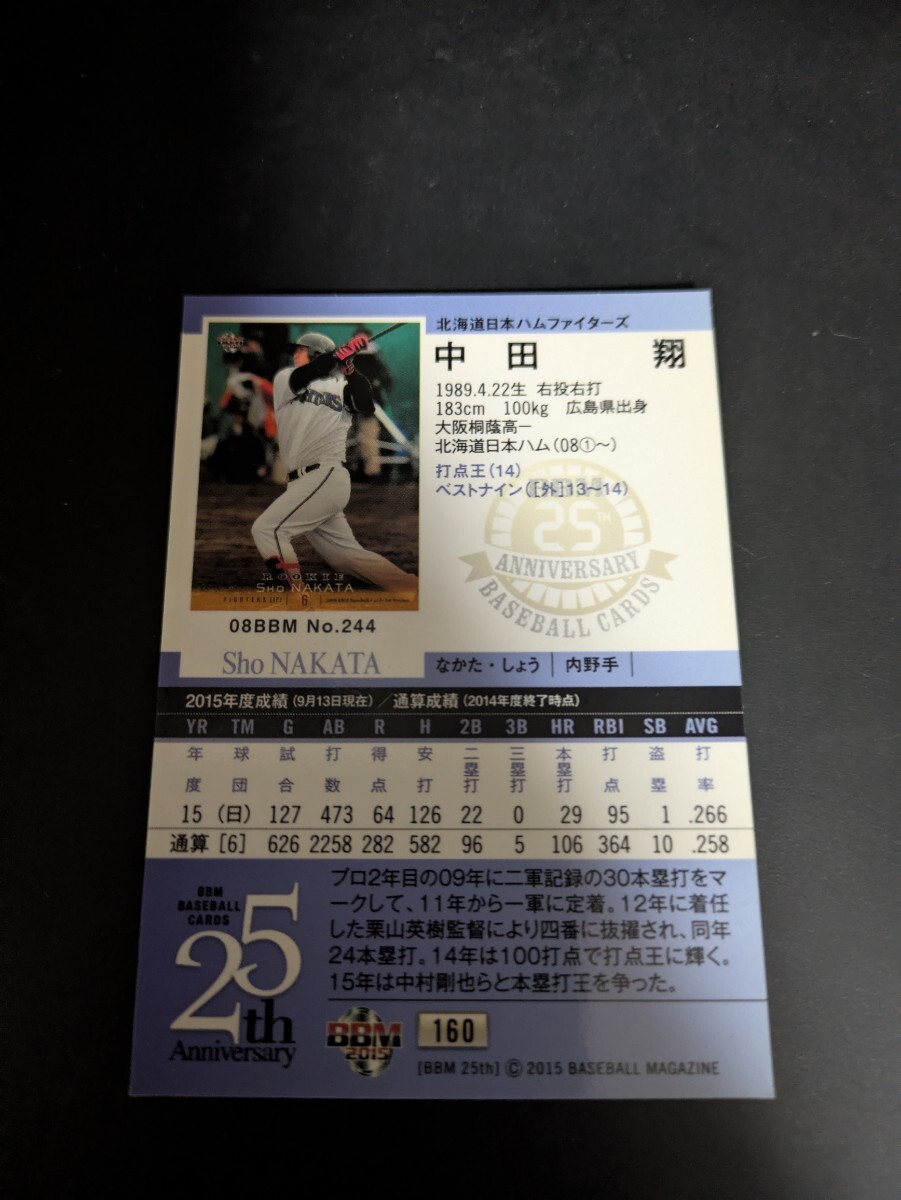 北海道日本ハムファイターズ
中田 翔
1989.4.22生 右投右打
183cm 100kg 広島県出身
大阪桐蔭高ー
北海道日本ハム(08①〜)
打点王(14)
ベストナイン([外]13〜14)
25TH
ANNIVERSARY
BASEBALL CARDS
ROOKIE
SHO NAKATA
08BBM No.244
Sho NAKATA
なかた・しょう 内野手
2015年度成績(9月13日現在)/通算成績(2014年度終了時点)
YR TM G AB R H 2B 3B HR RBI SB AVG
年度 球団 試合 打数 得点 安打 二塁打 三塁打 本塁打 打点 盗塁 打率
15 (日) 127 473 64 126 22 0 29 95 1 .266
通算 [6] 626 2258 282 582 96 5 106 364 10 .258
プロ2年目の09年に二軍記録の30本塁打をマ
ークして、11年から一軍に定着。12年に着任
した栗山英樹監督により四番に抜擢され、同年
24本塁打。14年は100打点で打点王に輝く。
15年は中村剛也らと本塁打王を争った。
BBM
BASEBALL
CARDS
25th
Anniversary
BBM
2015
160
[BBM 25th] © 2015 BASEBALL MAGAZINE